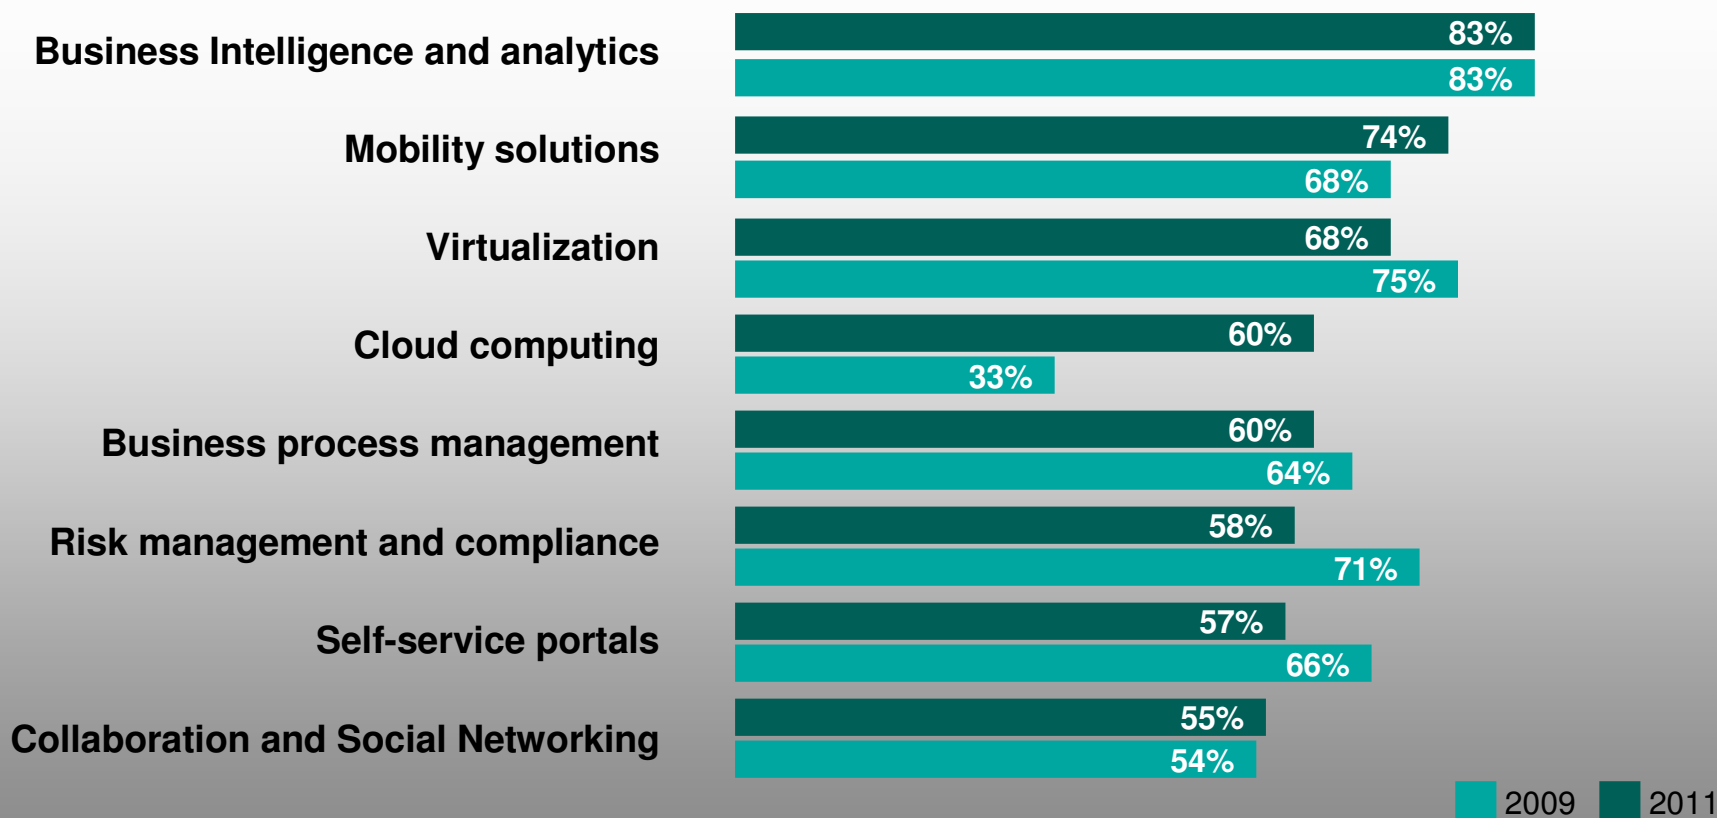 Business Intelligence and analytics
83%
83%
Mobility solutions
74%
68%
Virtualization
68%
75%
Cloud computing
60%
33%
Business process management
60%
64%
Risk management and compliance
58%
71%
Self-service portals
57%
66%
Collaboration and Social Networking
55%
54%
2009 2011